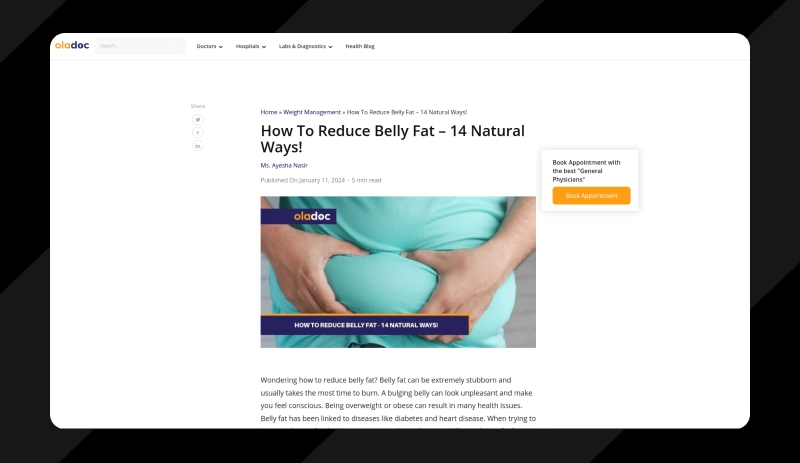 oladoc
Search...
Doctors
Hospitals
Labs & Diagnostics
Health Blog
Share
Home » Weight Management » How To Reduce Belly Fat – 14 Natural Ways!
How To Reduce Belly Fat – 14 Natural
Ways!
Ms. Ayesha Nasir
Published On January 11, 2024 · 5 min read
Book Appointment with
the best "General
Physicians"
Book Appointment
oladoc
HOW TO REDUCE BELLY FAT - 14 NATURAL WAYS!
Wondering how to reduce belly fat? Belly fat can be extremely stubborn and
usually takes the most time to burn. A bulging belly can look unpleasant and make
you feel conscious. Being overweight or obese can result in many health issues.
Belly fat has been linked to diseases like diabetes and heart disease. When trying to